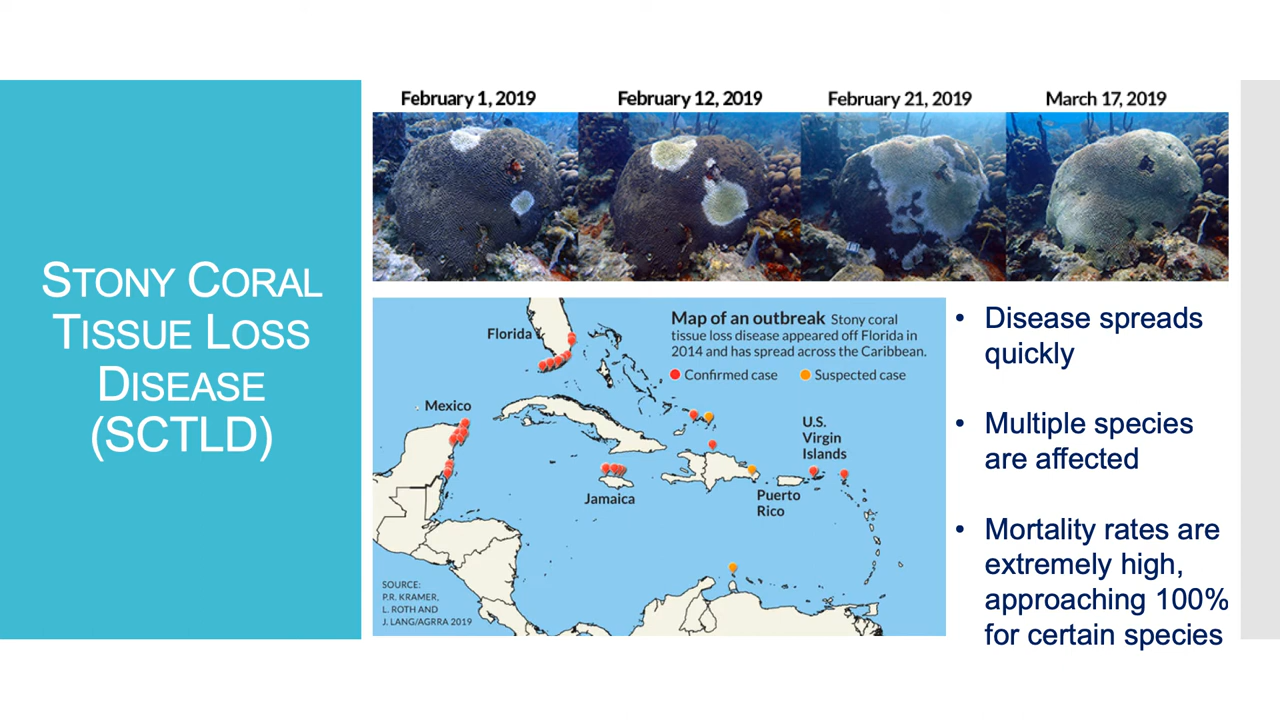 STONY CORAL
TISSUE LOSS
DISEASE
(SCTLD)
February 1, 2019
February 12, 2019
February 21, 2019
March 17, 2019
Map of an outbreak Stony coral
tissue loss disease appeared off Florida in
2014 and has spread across the Caribbean.
Confirmed case
Suspected case
Florida
Mexico
Jamaica
U.S.
Virgin
Islands
Puerto
Rico
SOURCE:
P.R. KRAMER,
L. ROTH AND
J. LANG/AGRRA 2019
• Disease spreads
quickly
• Multiple species
are affected
• Mortality rates are
extremely high,
approaching 100%
for certain species